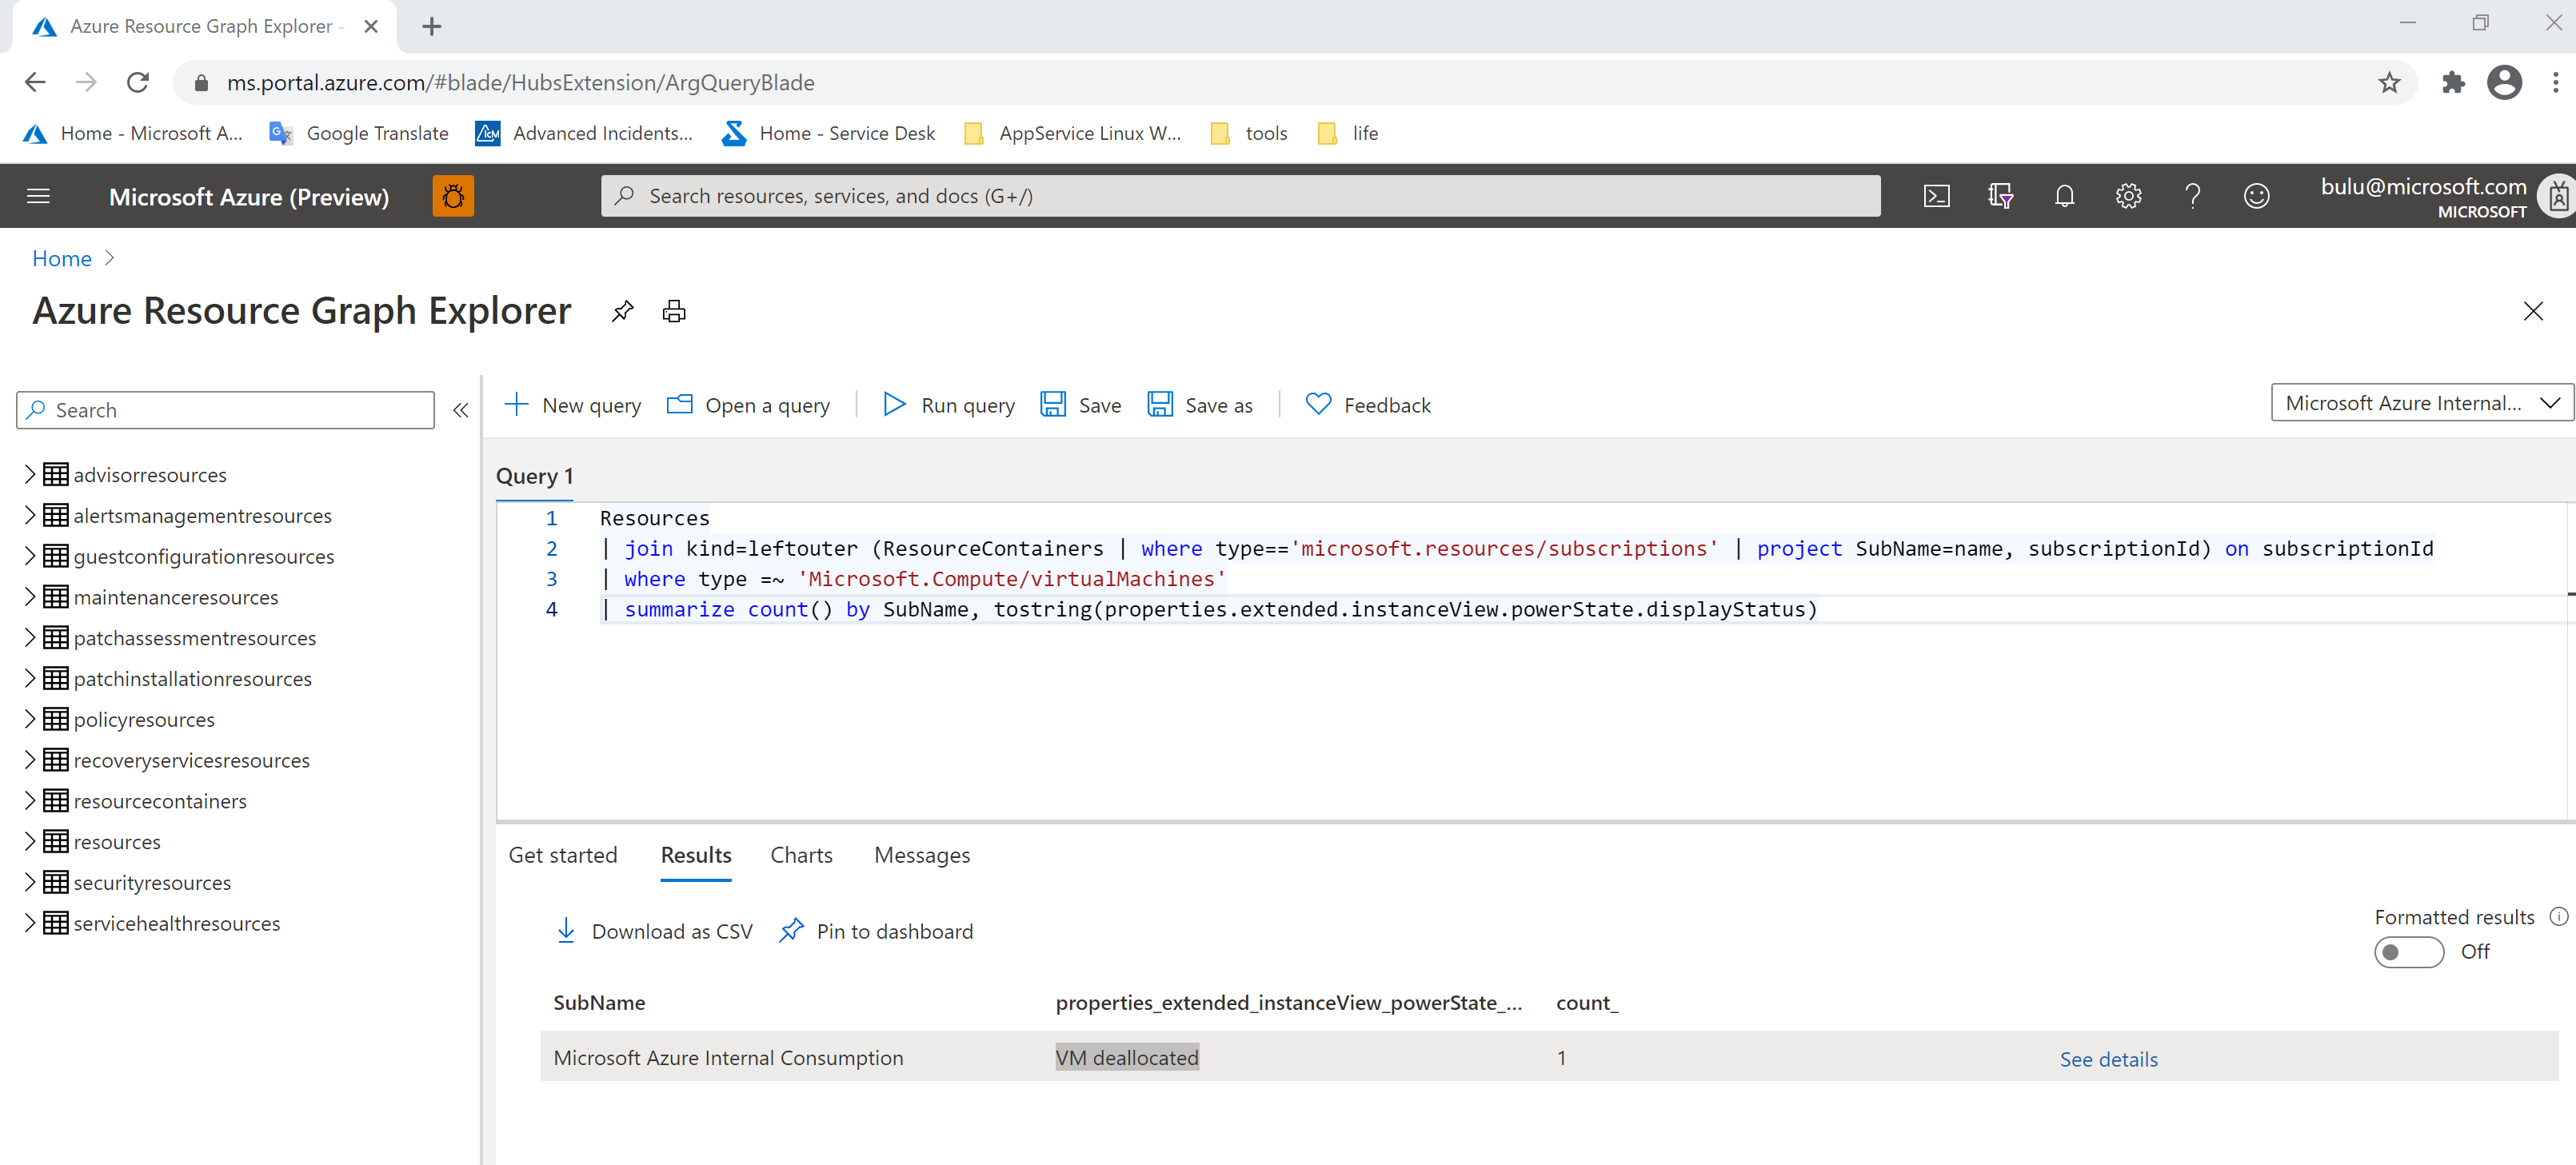 Azure Resource Graph Explorer -
ms.portal.azure.com/#blade/HubsExtension/ArgQueryBlade
Home - Microsoft A...
Google Translate
Advanced Incidents...
Home - Service Desk
AppService Linux W...
tools
life
Microsoft Azure (Preview)
Search resources, services, and docs (G+/)
bulu@microsoft.com
MICROSOFT
Home
Azure Resource Graph Explorer
Search
New query
Open a query
Run query
Save
Save as
Feedback
Microsoft Azure Internal...
advisorresources
alertsmanagementresources
guestconfigurationresources
maintenanceresources
patchassessmentresources
patchinstallationresources
policyresources
recoveryservicesresources
resourcecontainers
resources
securityresources
servicehealthresources
Query 1
1 Resources
2 | join kind=leftouter (ResourceContainers | where type=='microsoft.resources/subscriptions' | project SubName=name, subscriptionId) on subscriptionId
3 | where type =~ 'Microsoft.Compute/virtualMachines'
4 | summarize count() by SubName, tostring(properties.extended.instanceView.powerState.displayStatus)
Get started
Results
Charts
Messages
Download as CSV
Pin to dashboard
Formatted results
Off
SubName properties_extended_instanceView_powerState_... count_
Microsoft Azure Internal Consumption VM deallocated 1 See details